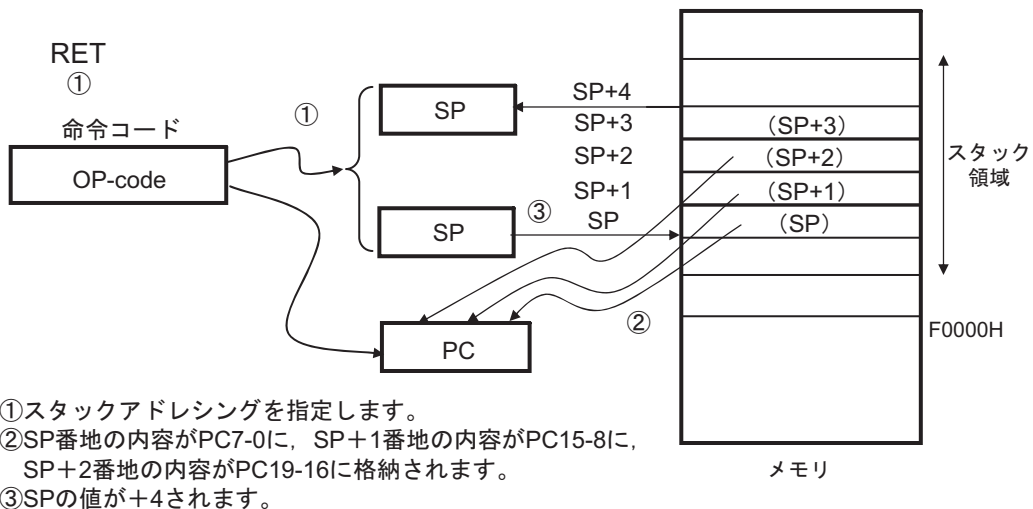 RET
①
命令コード
OP-code
①
SP
SP
③
PC
SP+4
SP+3
SP+2
SP+1
SP
（SP+3）
（SP+2）
（SP+1）
（SP）
②
スタック
領域
F0000H
メモリ
①スタックアドレシングを指定します。
②SP番地の内容がPC7-0に，SP＋1番地の内容がPC15-8に，
SP＋2番地の内容がPC19-16に格納されます。
③SPの値が＋4されます。